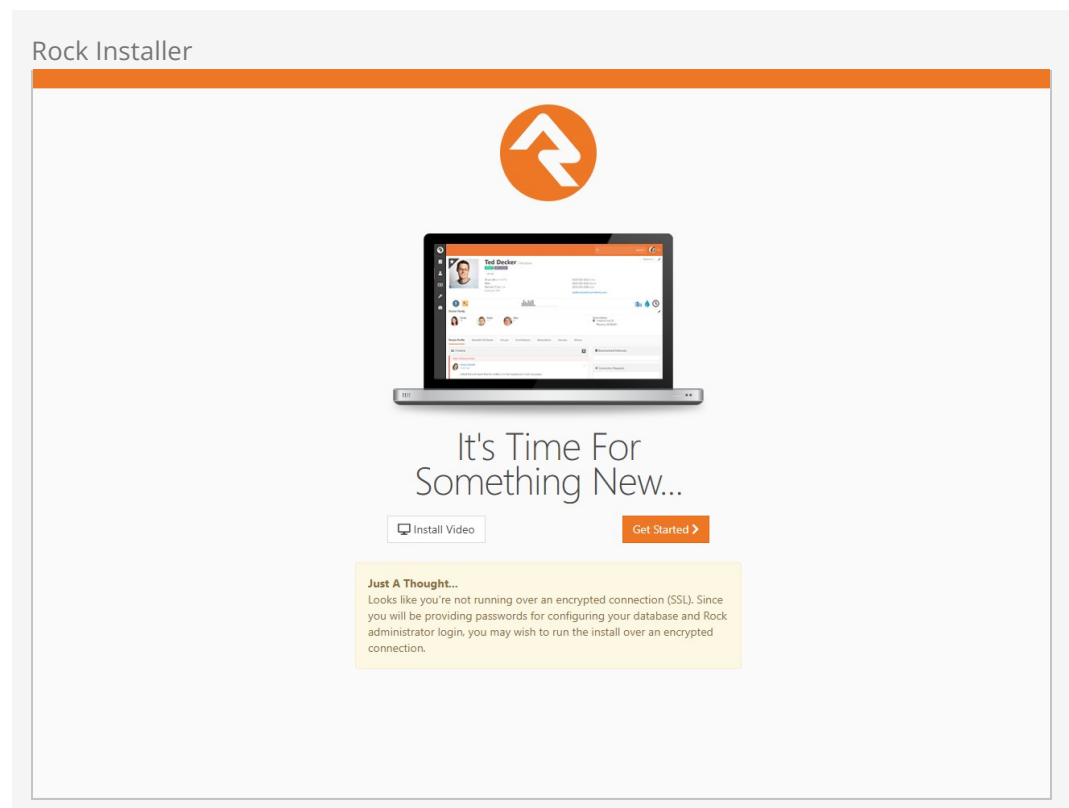 Rock Installer
Ted Decker
It's Time For
Something New...
Install Video
Get Started
Just A Thought...
Looks like you're not running over an encrypted connection (SSL). Since
you will be providing passwords for configuring your database and Rock
administrator login, you may wish to run the install over an encrypted
connection.